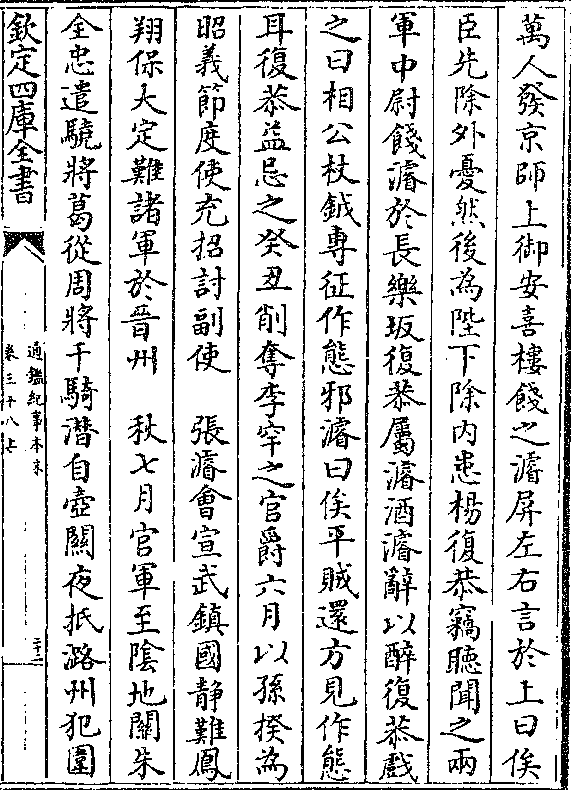 萬人發京師上御安喜樓餞之濬屏左右言於上曰俟
臣先除外憂然後為陛下除内患楊復恭竊聽聞之兩
軍中尉餞濬於長樂坂復恭屬濬酒濬辭以醉復恭戲
之曰相公杖鉞專征作態邪濬曰俟平賊還方見作態
耳復恭益忌之癸丑削奪李罕之官爵六月以孫揆為
昭義節度使充招討副使 張濬會宣武鎮國靜難鳳
翔保大定難諸軍於晉州 秋七月官軍至陰地關朱
全忠遣驍將葛從周將千騎潛自壺關夜抵潞州犯圍
欽定四庫全書
通鑑紀事本末
卷三十八上
二十二